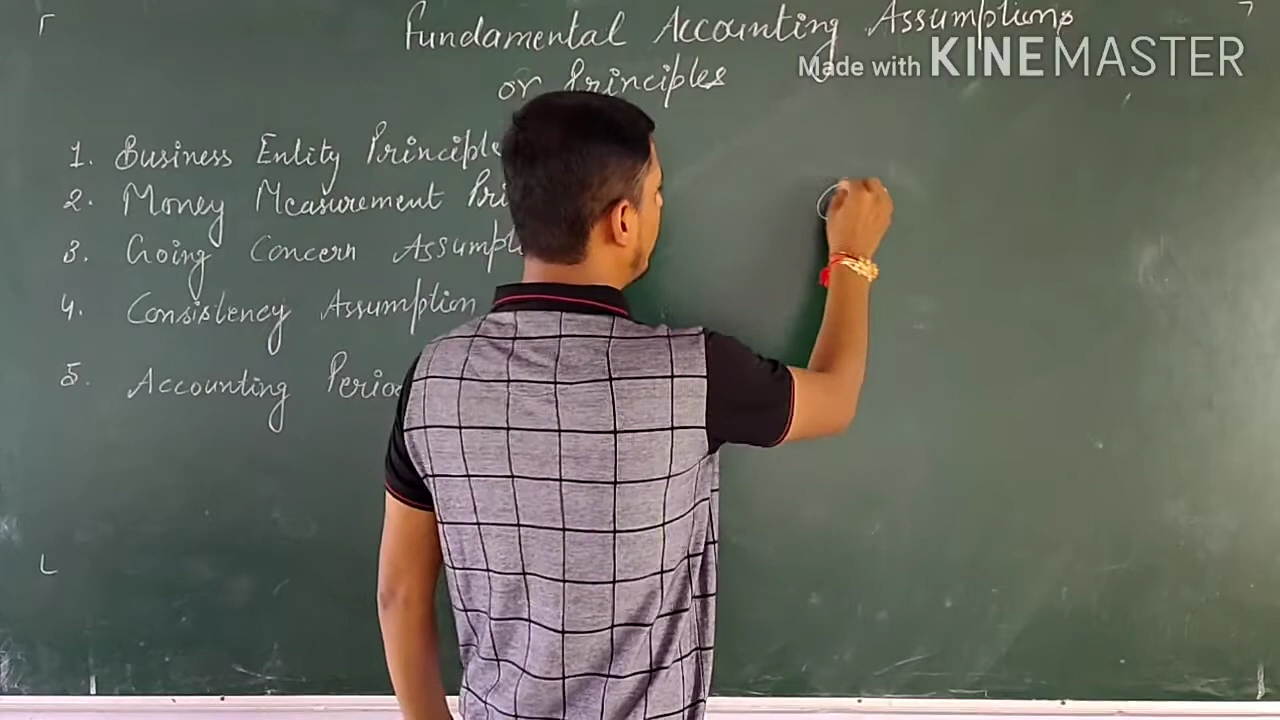 Fundamental Accounting Assumptions
Made with KINEMASTER
or Principles
1. Business Entity Principle
2. Money Measurement
3. Going Concern
4. Consistency Assumption
5. Accounting